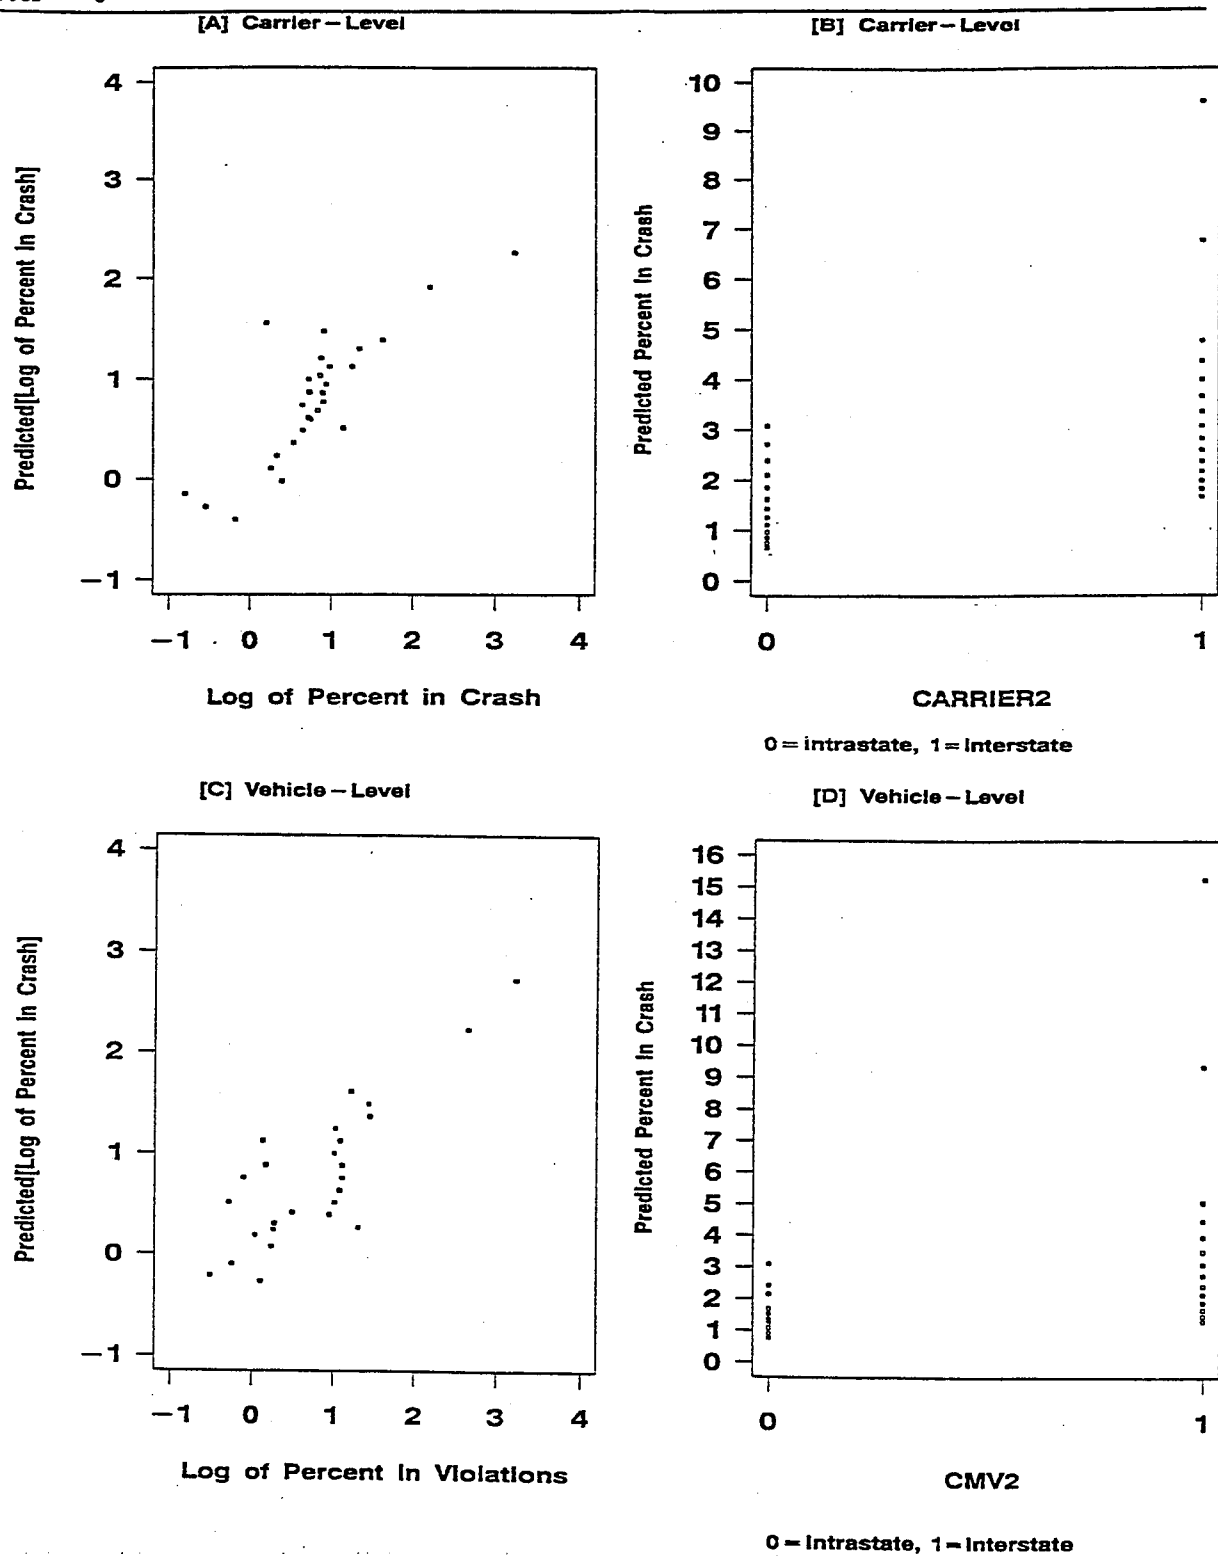 [A] Carrier-Level
[B] Carrier-Level
4
3
2
1
0
-1
Predicted[Log of Percent In Crash]
-1 0 1 2 3 4
Log of Percent in Crash
10
9
8
7
6
5
4
3
2
1
0
Predicted Percent In Crash
0 1
CARRIER2
0=intrastate, 1=Interstate
[C] Vehicle-Level
[D] Vehicle-Level
4
3
2
1
0
-1
Predicted[Log of Percent In Crash]
-1 0 1 2 3 4
Log of Percent In Violations
16
15
14
13
12
11
10
9
8
7
6
5
4
3
2
1
0
Predicted Percent In Crash
0 1
CMV2
0=Intrastate, 1=Interstate